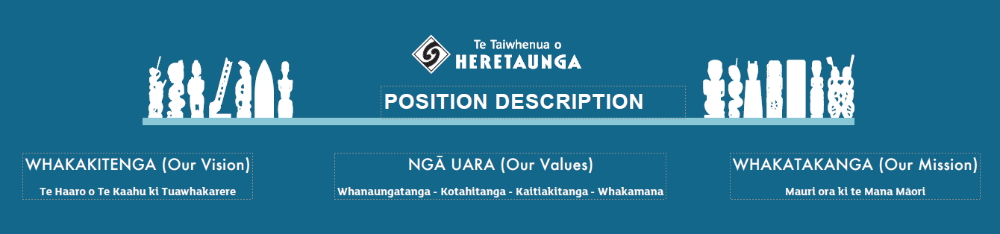 Te Taiwhenua o
HERETAUNGA
POSITION DESCRIPTION
WHAKAKITENGA (Our Vision)
Te Haaro o Te Kaahu ki Tuawhakarere
NGĀ UARA (Our Values)
Whanaungatanga - Kotahitanga - Kaitiakitanga - Whakamana
WHAKATAKANGA (Our Mission)
Mauri ora ki te Mana Māori